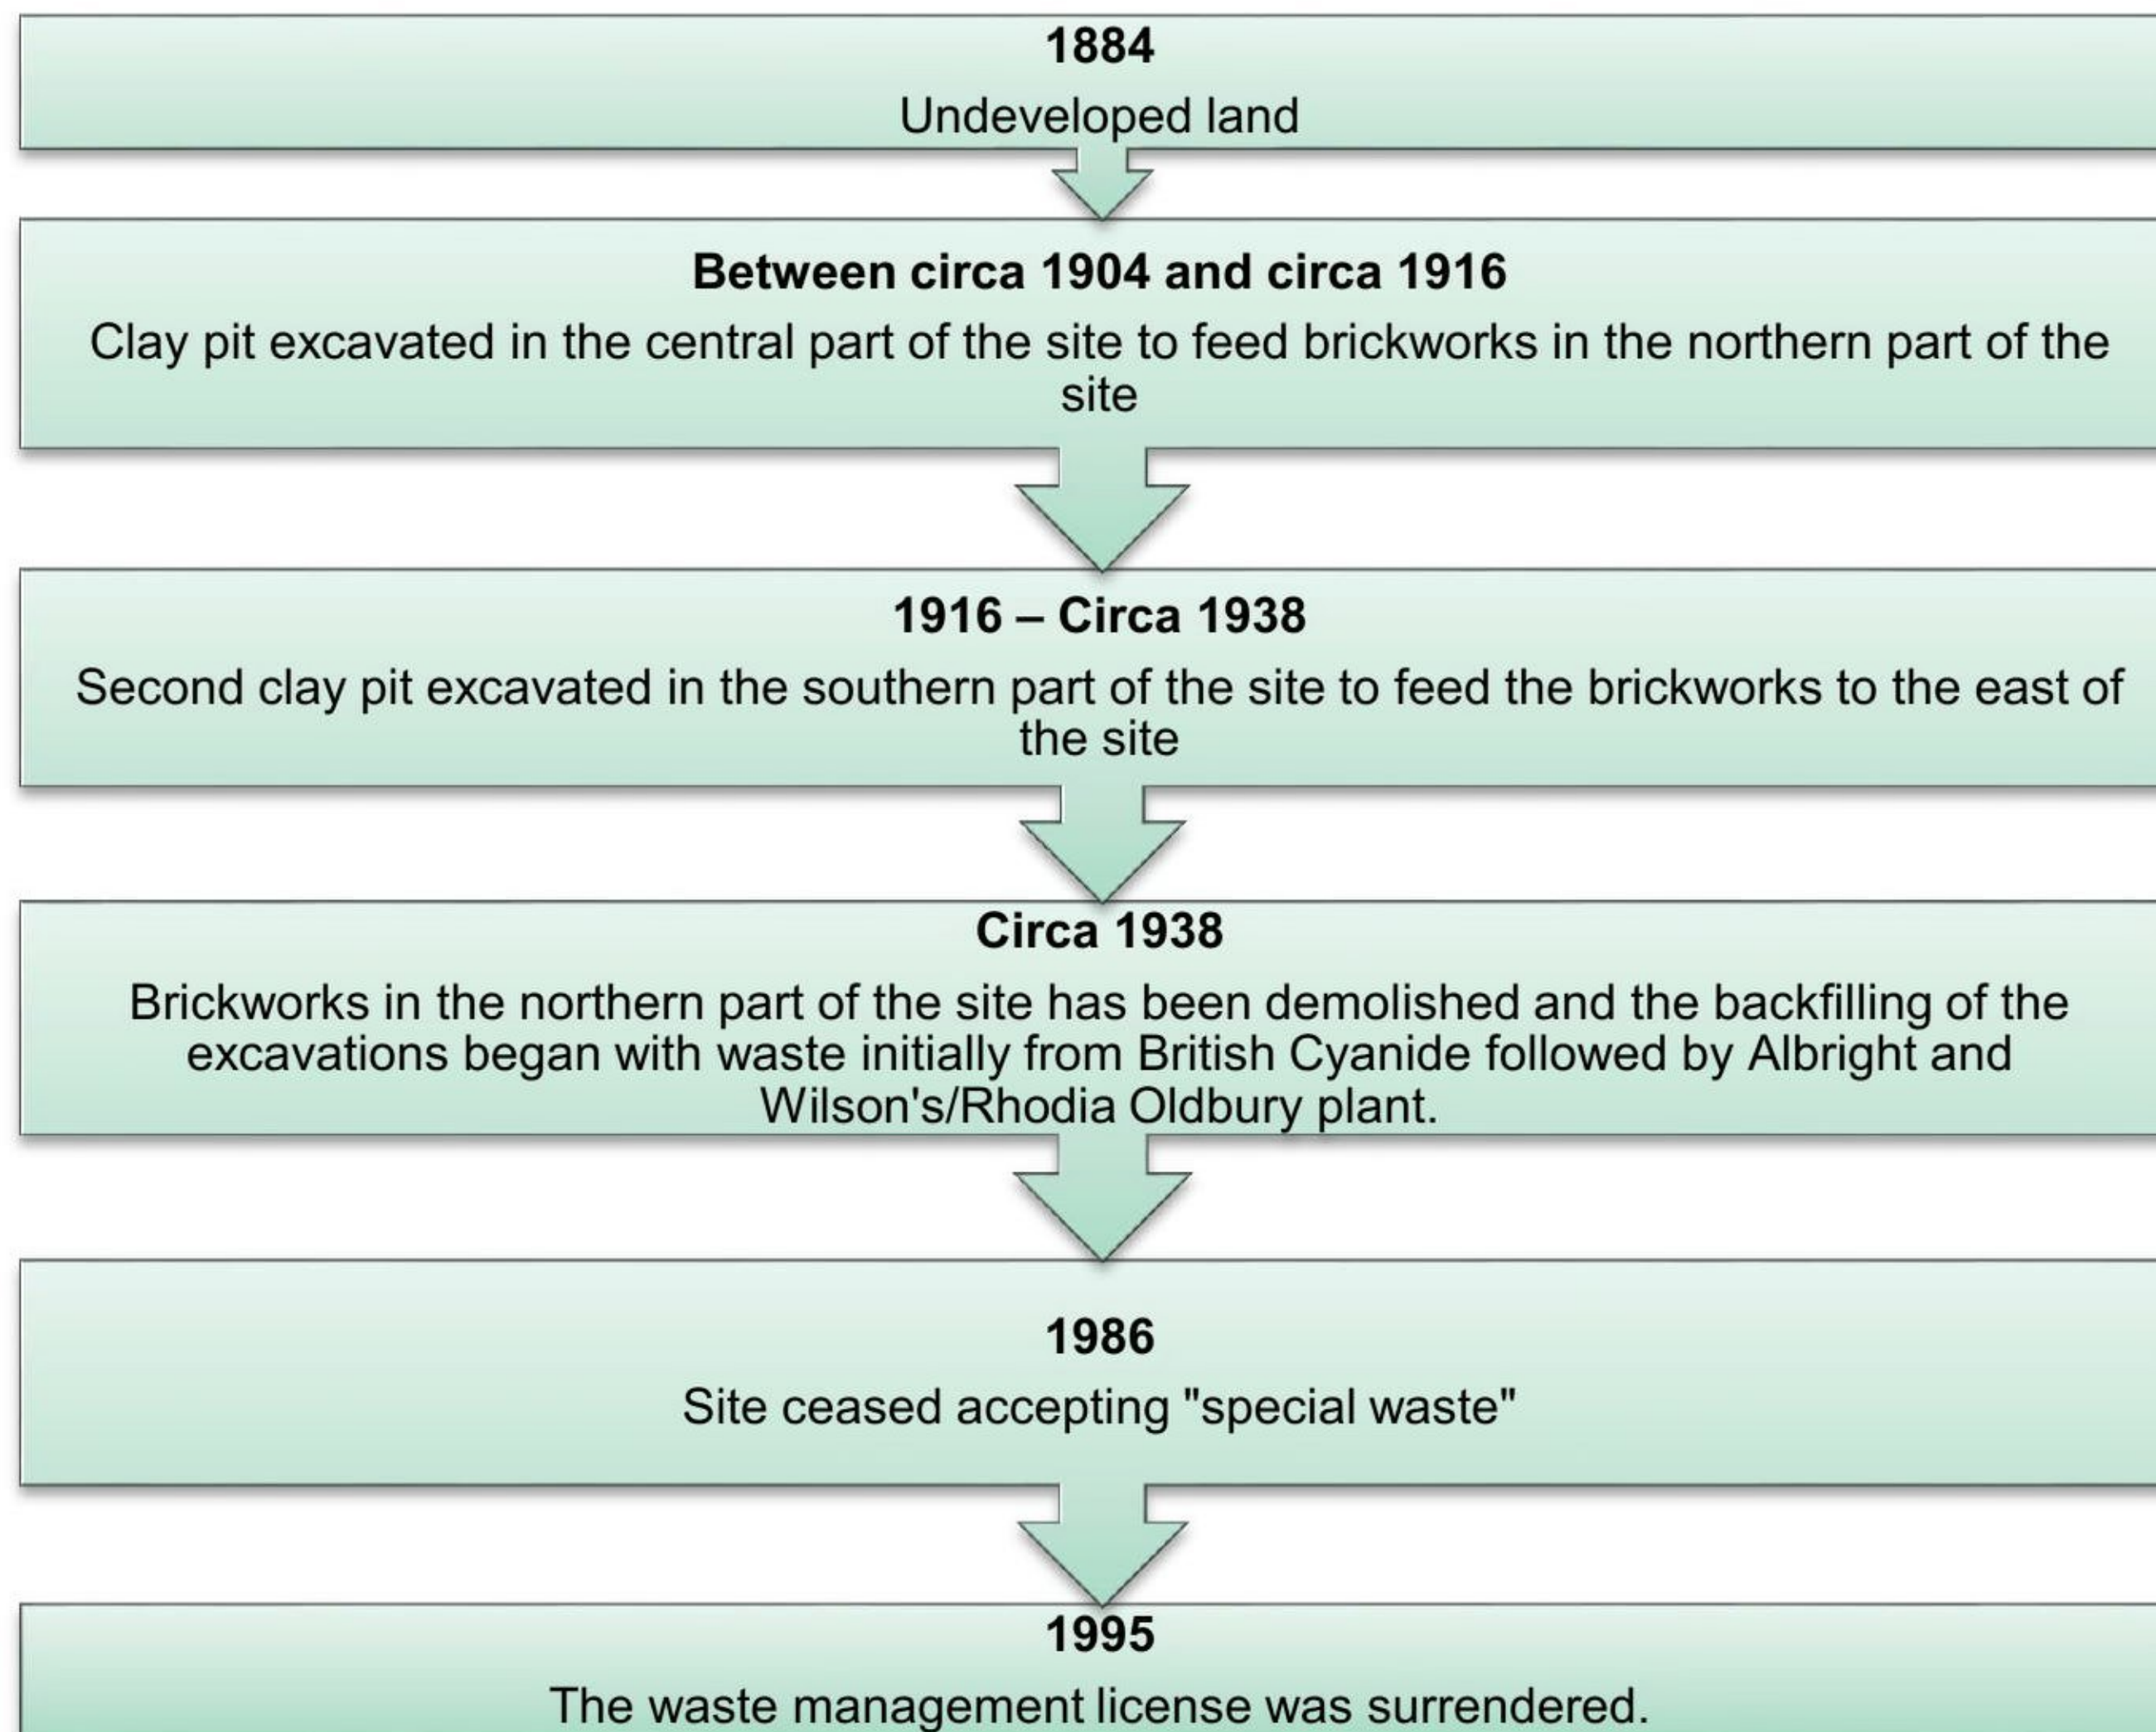 1884
Undeveloped land
Between circa 1904 and circa 1916
Clay pit excavated in the central part of the site to feed brickworks in the northern part of the
site
1916 – Circa 1938
Second clay pit excavated in the southern part of the site to feed the brickworks to the east of
the site
Circa 1938
Brickworks in the northern part of the site has been demolished and the backfilling of the
excavations began with waste initially from British Cyanide followed by Albright and
Wilson's/Rhodia Oldbury plant.
1986
Site ceased accepting "special waste"
1995
The waste management license was surrendered.